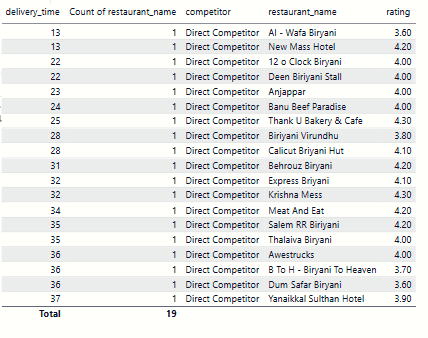 delivery_time Count of restaurant_name competitor restaurant_name rating
13 1 Direct Competitor Al - Wafa Biryani 3.60
13 1 Direct Competitor New Mass Hotel 4.20
22 1 Direct Competitor 12 o Clock Biryani 4.00
22 1 Direct Competitor Deen Biriyani Stall 4.00
23 1 Direct Competitor Anjappar 4.00
24 1 Direct Competitor Banu Beef Paradise 4.00
25 1 Direct Competitor Thank U Bakery & Cafe 4.30
28 1 Direct Competitor Biriyani Virundhu 3.80
28 1 Direct Competitor Calicut Biryani Hut 4.10
31 1 Direct Competitor Behrouz Biryani 4.20
32 1 Direct Competitor Express Biryani 4.10
32 1 Direct Competitor Krishna Mess 4.30
34 1 Direct Competitor Meat And Eat 4.20
35 1 Direct Competitor Salem RR Biriyani 4.20
35 1 Direct Competitor Thalaiva Biryani 4.00
36 1 Direct Competitor Awestrucks 4.00
36 1 Direct Competitor B To H - Biryani To Heaven 3.70
36 1 Direct Competitor Dum Safar Biryani 3.60
37 1 Direct Competitor Yanaikkal Sulthan Hotel 3.90
Total 19